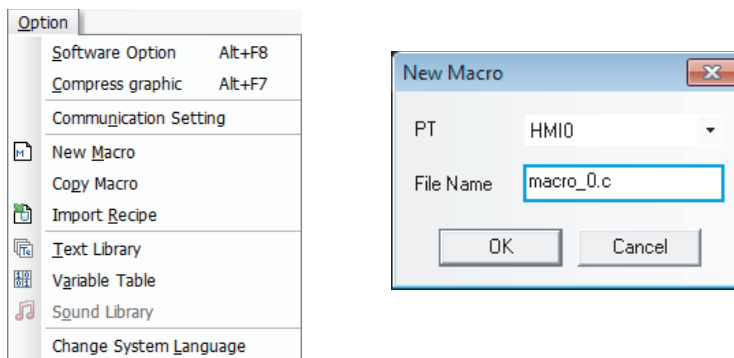 Option
Software Option Alt+F8
Compress graphic Alt+F7
Communication Setting
New Macro
Copy Macro
Import Recipe
Text Library
Variable Table
Sound Library
Change System Language
New Macro
PT HMI0
File Name macro_0.c
OK Cancel